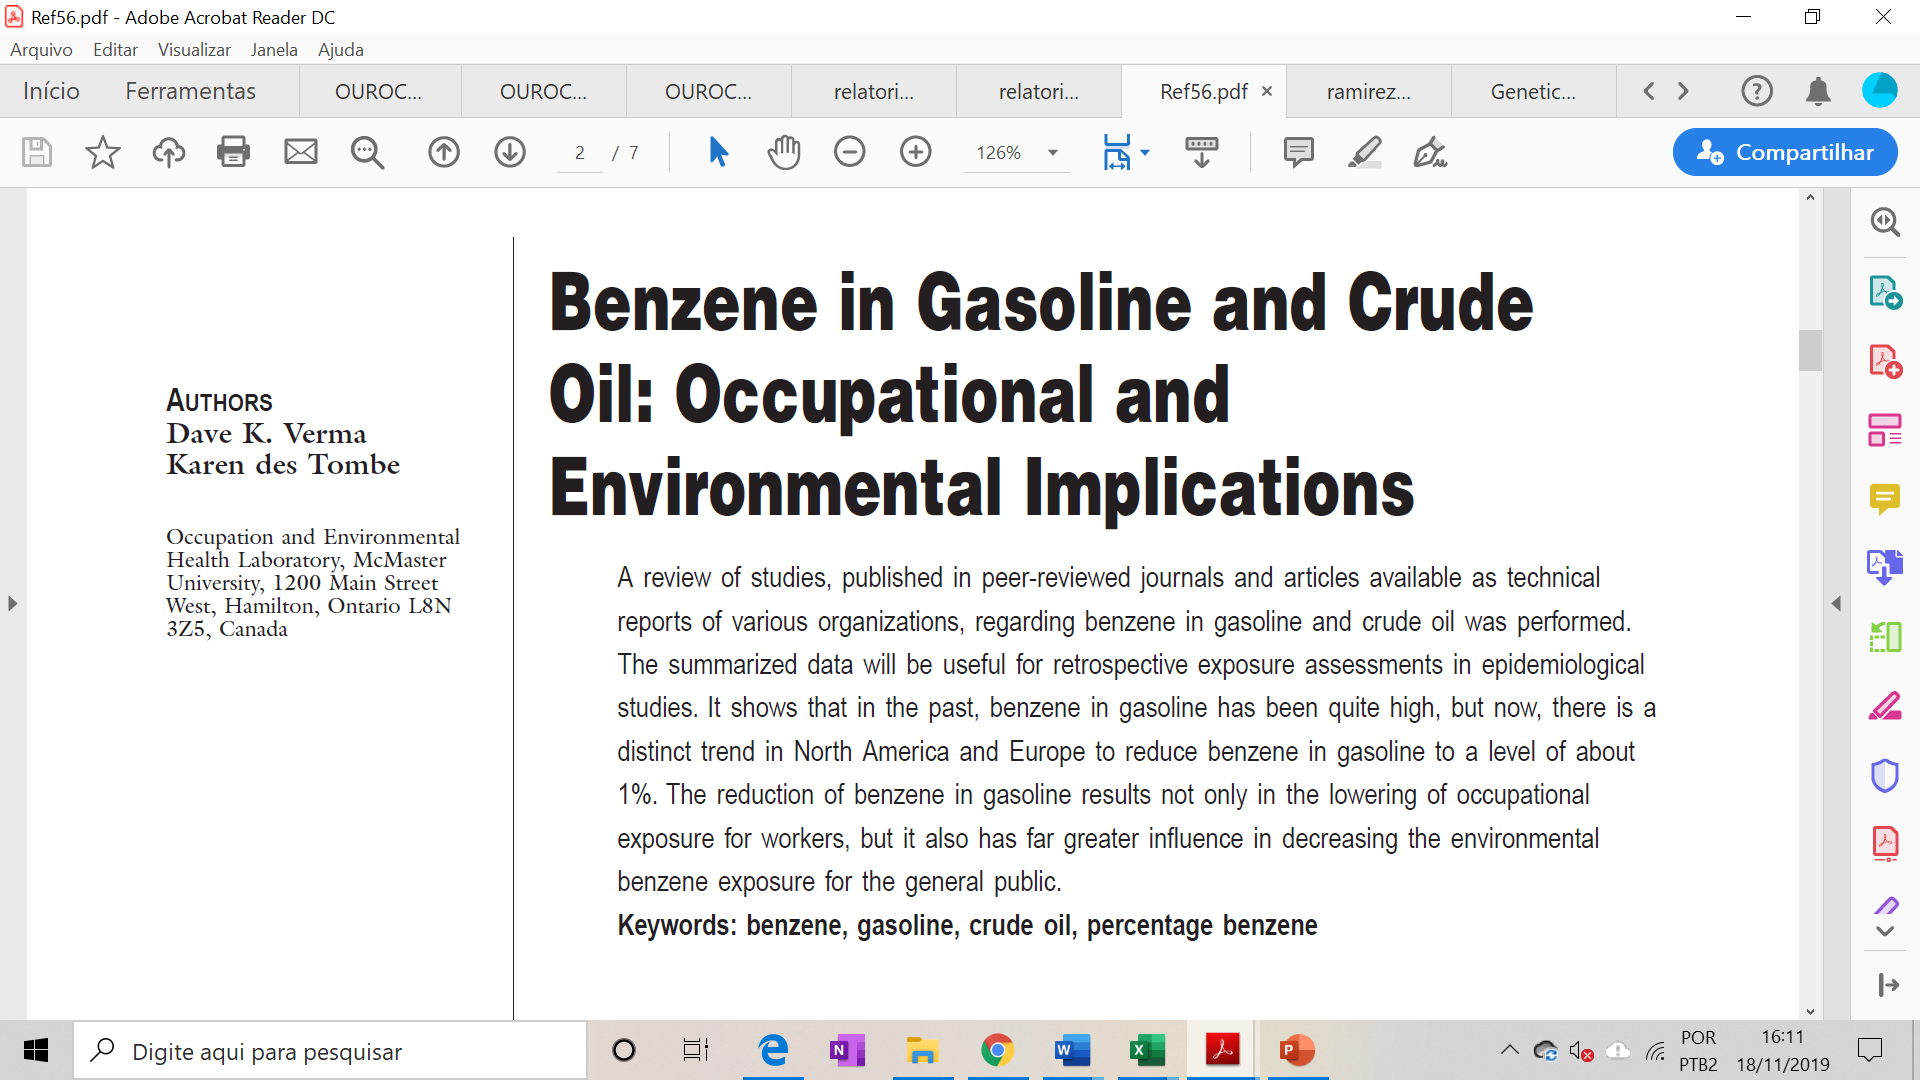 Ref56.pdf - Adobe Acrobat Reader DC
Arquivo Editar Visualizar Janela Ajuda
Início Ferramentas OUROC... OUROC... OUROC... relatori... relatori... Ref56.pdf × ramirez... Genetic...
2 / 7 126% Compartilhar
Benzene in Gasoline and Crude
Oil: Occupational and
Environmental Implications
AUTHORS
Dave K. Verma
Karen des Tombe
Occupation and Environmental
Health Laboratory, McMaster
University, 1200 Main Street
West, Hamilton, Ontario L8N
3Z5, Canada
A review of studies, published in peer-reviewed journals and articles available as technical
reports of various organizations, regarding benzene in gasoline and crude oil was performed.
The summarized data will be useful for retrospective exposure assessments in epidemiological
studies. It shows that in the past, benzene in gasoline has been quite high, but now, there is a
distinct trend in North America and Europe to reduce benzene in gasoline to a level of about
1%. The reduction of benzene in gasoline results not only in the lowering of occupational
exposure for workers, but it also has far greater influence in decreasing the environmental
benzene exposure for the general public.
Keywords: benzene, gasoline, crude oil, percentage benzene
Digite aqui para pesquisar
POR 16:11
PTB2 18/11/2019